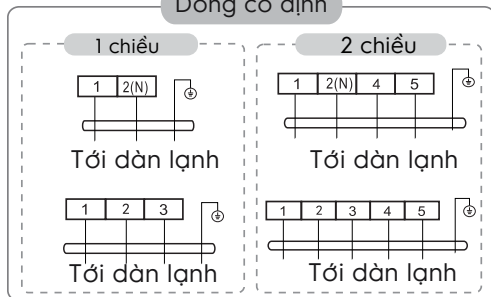 Dòng cố định
1 chiều
1 2(N)
Tới dàn lạnh
1 2 3
Tới dàn lạnh
2 chiều
1 2(N) 4 5
Tới dàn lạnh
1 2 3 4 5
Tới dàn lạnh